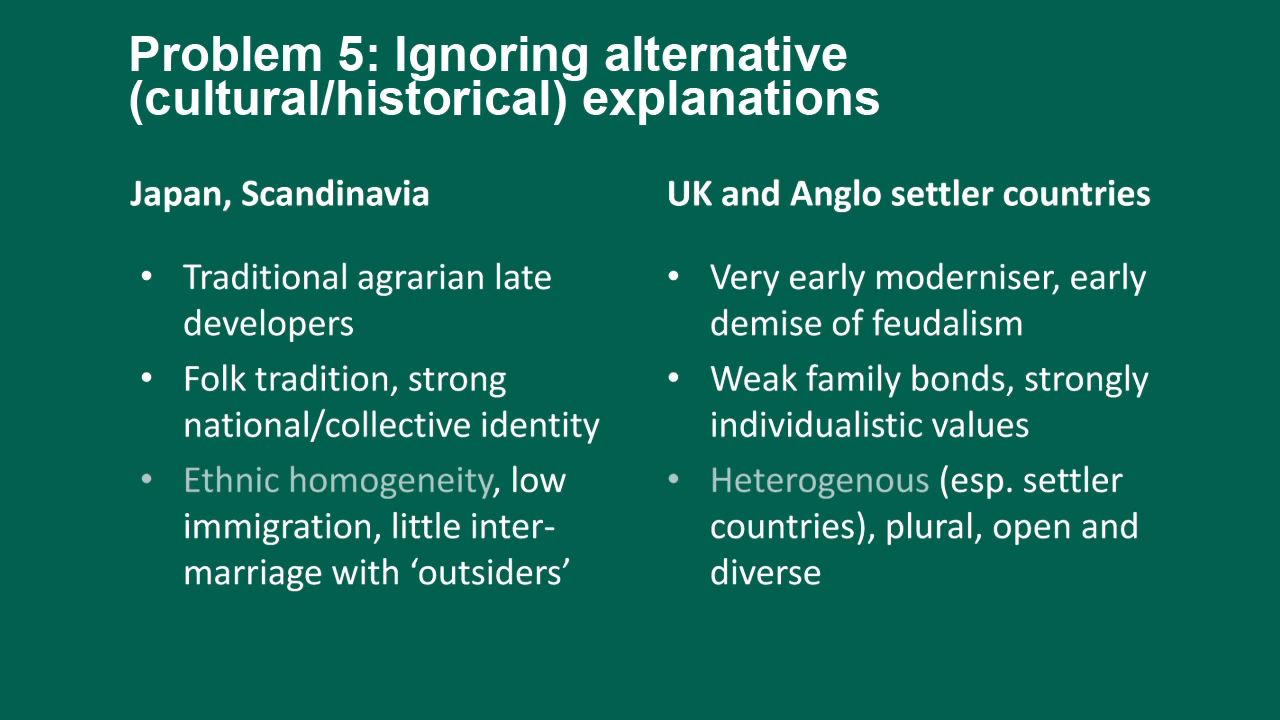 Problem 5: Ignoring alternative
(cultural/historical) explanations
Japan, Scandinavia
• Traditional agrarian late
developers
• Folk tradition, strong
national/collective identity
• Ethnic homogeneity, low
immigration, little inter-
marriage with ‘outsiders’
UK and Anglo settler countries
• Very early moderniser, early
demise of feudalism
• Weak family bonds, strongly
individualistic values
• Heterogenous (esp. settler
countries), plural, open and
diverse